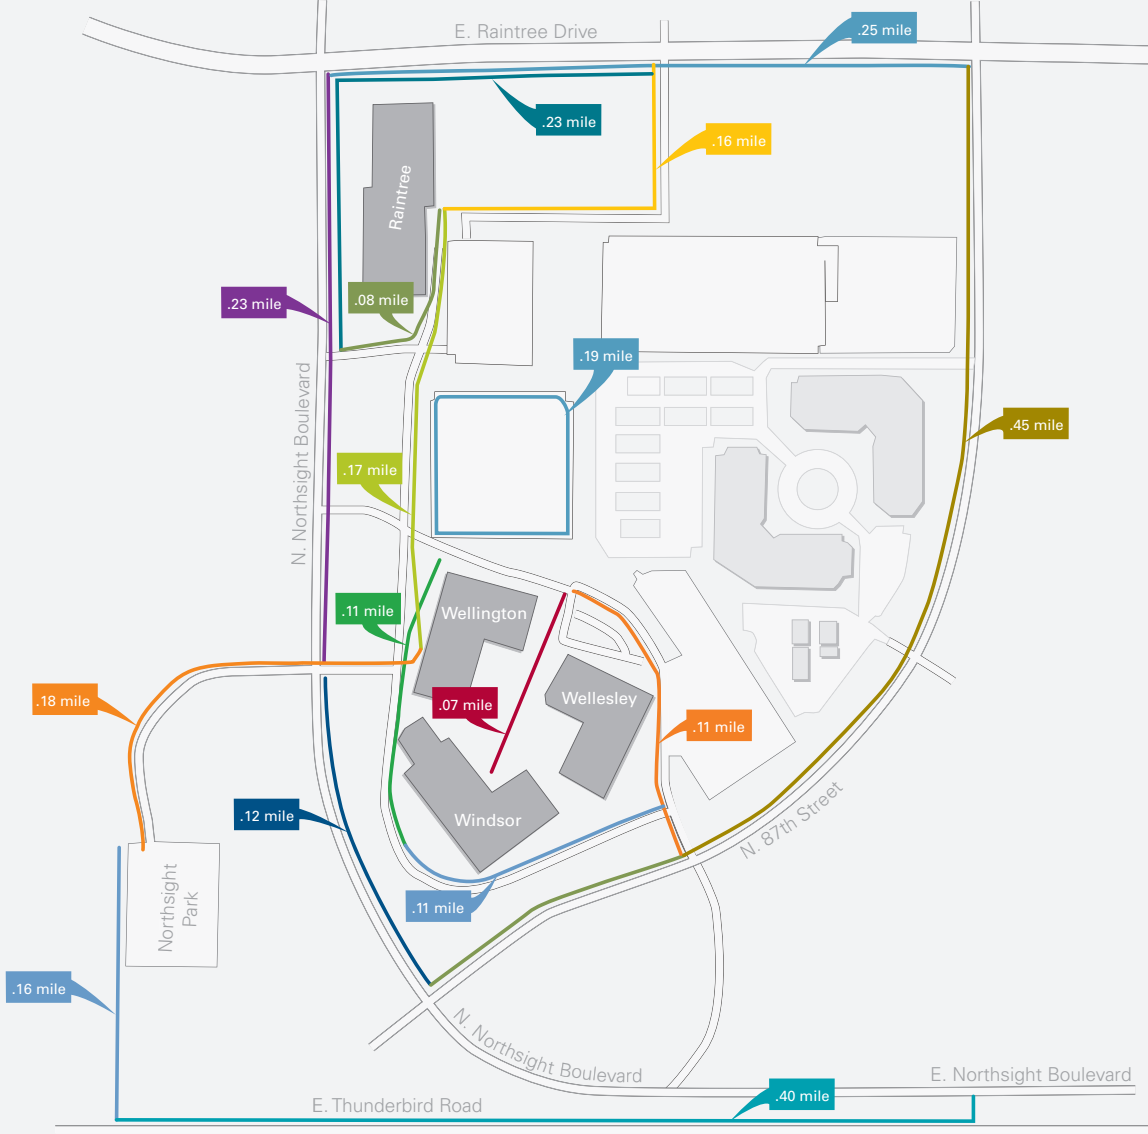 E. Raintree Drive
.25 mile
.23 mile
.16 mile
Raintree
.23 mile
.08 mile
.19 mile
N. Northsight Boulevard
.45 mile
.17 mile
.11 mile
Wellington
.18 mile
.07 mile
Wellesley
.11 mile
.12 mile
Windsor
N. 87th Street
Northsight
Park
.11 mile
.16 mile
N. Northsight Boulevard
E. Northsight Boulevard
.40 mile
E. Thunderbird Road